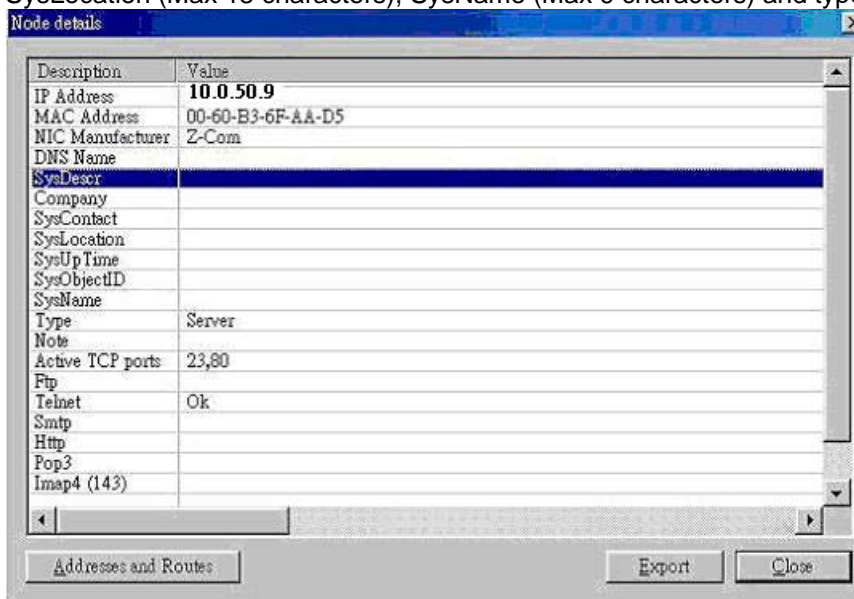 SysLocation (Max 15 characters), SysName (Max 9 characters) and type
Node details
Description Value
IP Address 10.0.50.9
MAC Address 00-60-B3-6F-AA-D5
NIC Manufacturer Z-Com
DNS Name
SysDescr
Company
SysContact
SysLocation
SysUpTime
SysObjectID
SysName
Type Server
Note
Active TCP ports 23,80
Ftp
Telnet Ok
Smtp
Http
Pop3
Imap4 (143)
Addresses and Routes Export Close